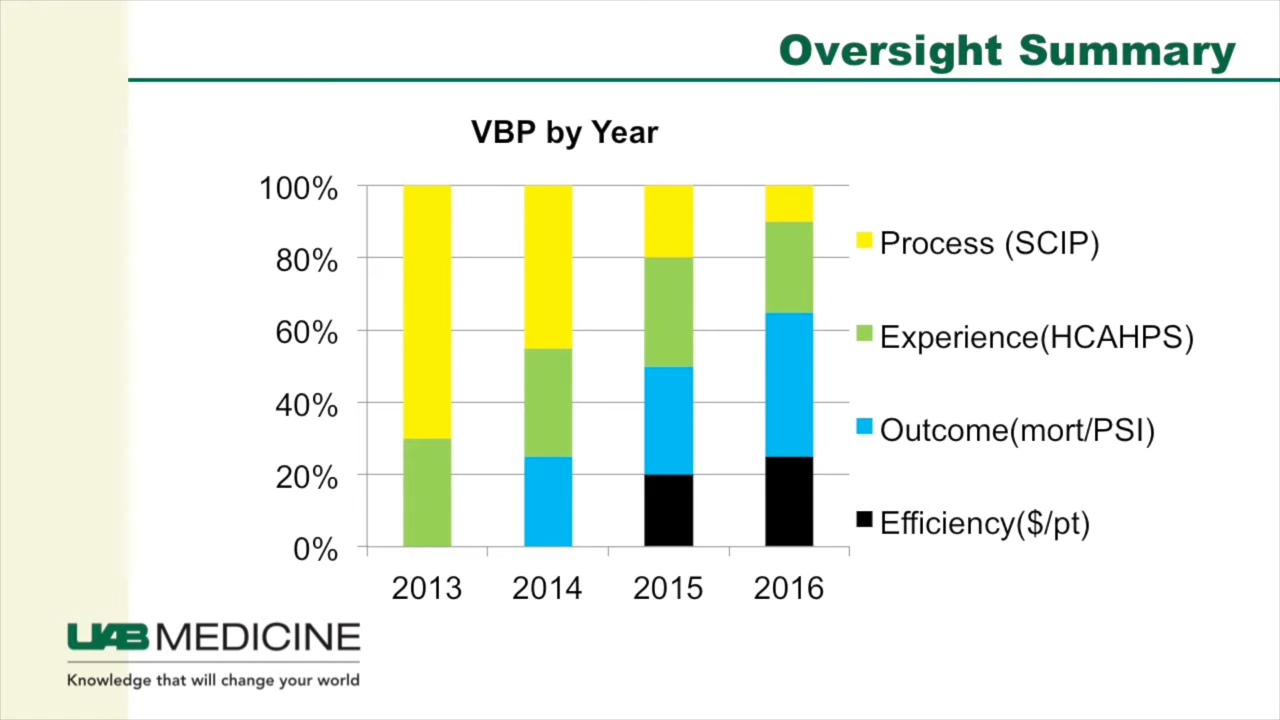 Oversight Summary
VBP by Year
100%
80%
60%
40%
20%
0%
2013 2014 2015 2016
Process (SCIP)
Experience(HCAHPS)
Outcome(mort/PSI)
Efficiency($/pt)
UAB MEDICINE
Knowledge that will change your world